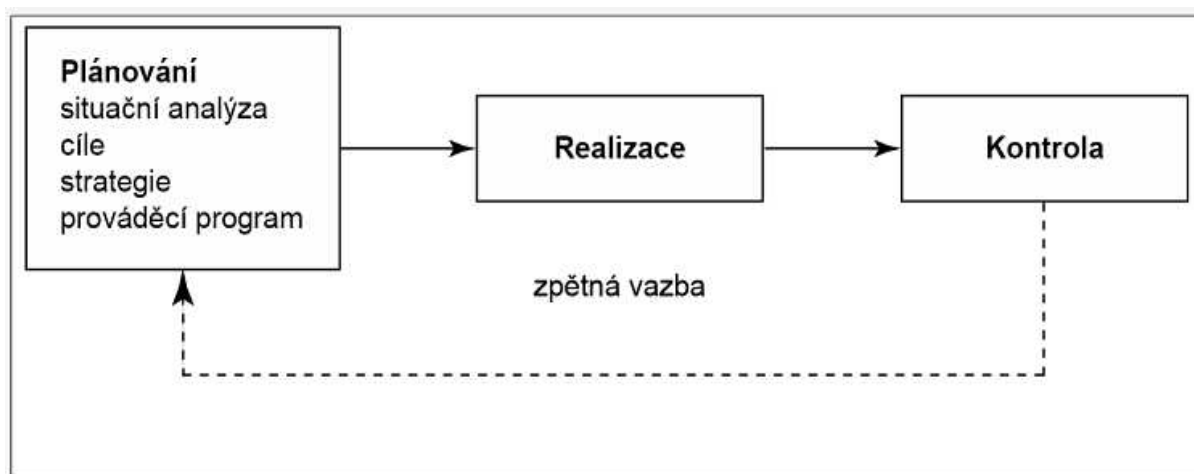 Plánování
situační analýza
cíle
strategie
prováděcí program
Realizace
Kontrola
zpětná vazba